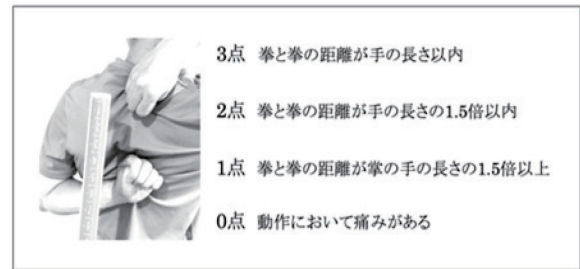 3点 拳と拳の距離が手の長さ以内
2点 拳と拳の距離が手の長さの1.5倍以内
1点 拳と拳の距離が掌の手の長さの1.5倍以上
0点 動作において痛みがある